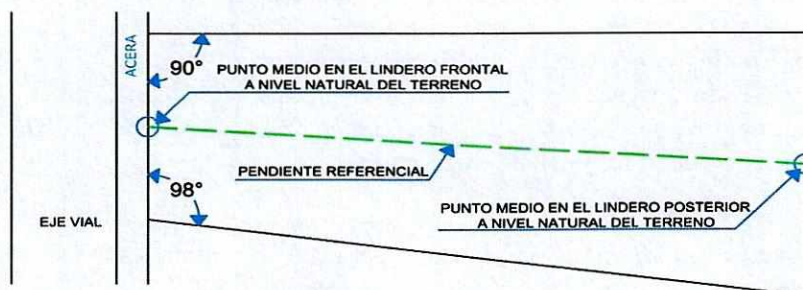 ACERA
90°
PUNTO MEDIO EN EL LINDERO FRONTAL
A NIVEL NATURAL DEL TERRENO
PENDIENTE REFERENCIAL
98°
PUNTO MEDIO EN EL LINDERO POSTERIOR
A NIVEL NATURAL DEL TERRENO
EJE VIAL